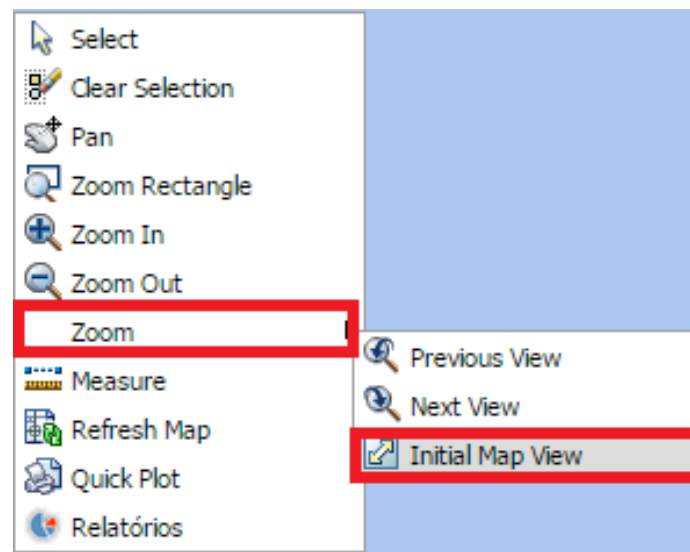 Select
Clear Selection
Pan
Zoom Rectangle
Zoom In
Zoom Out
Zoom
Measure
Refresh Map
Quick Plot
Relatórios
Previous View
Next View
Initial Map View